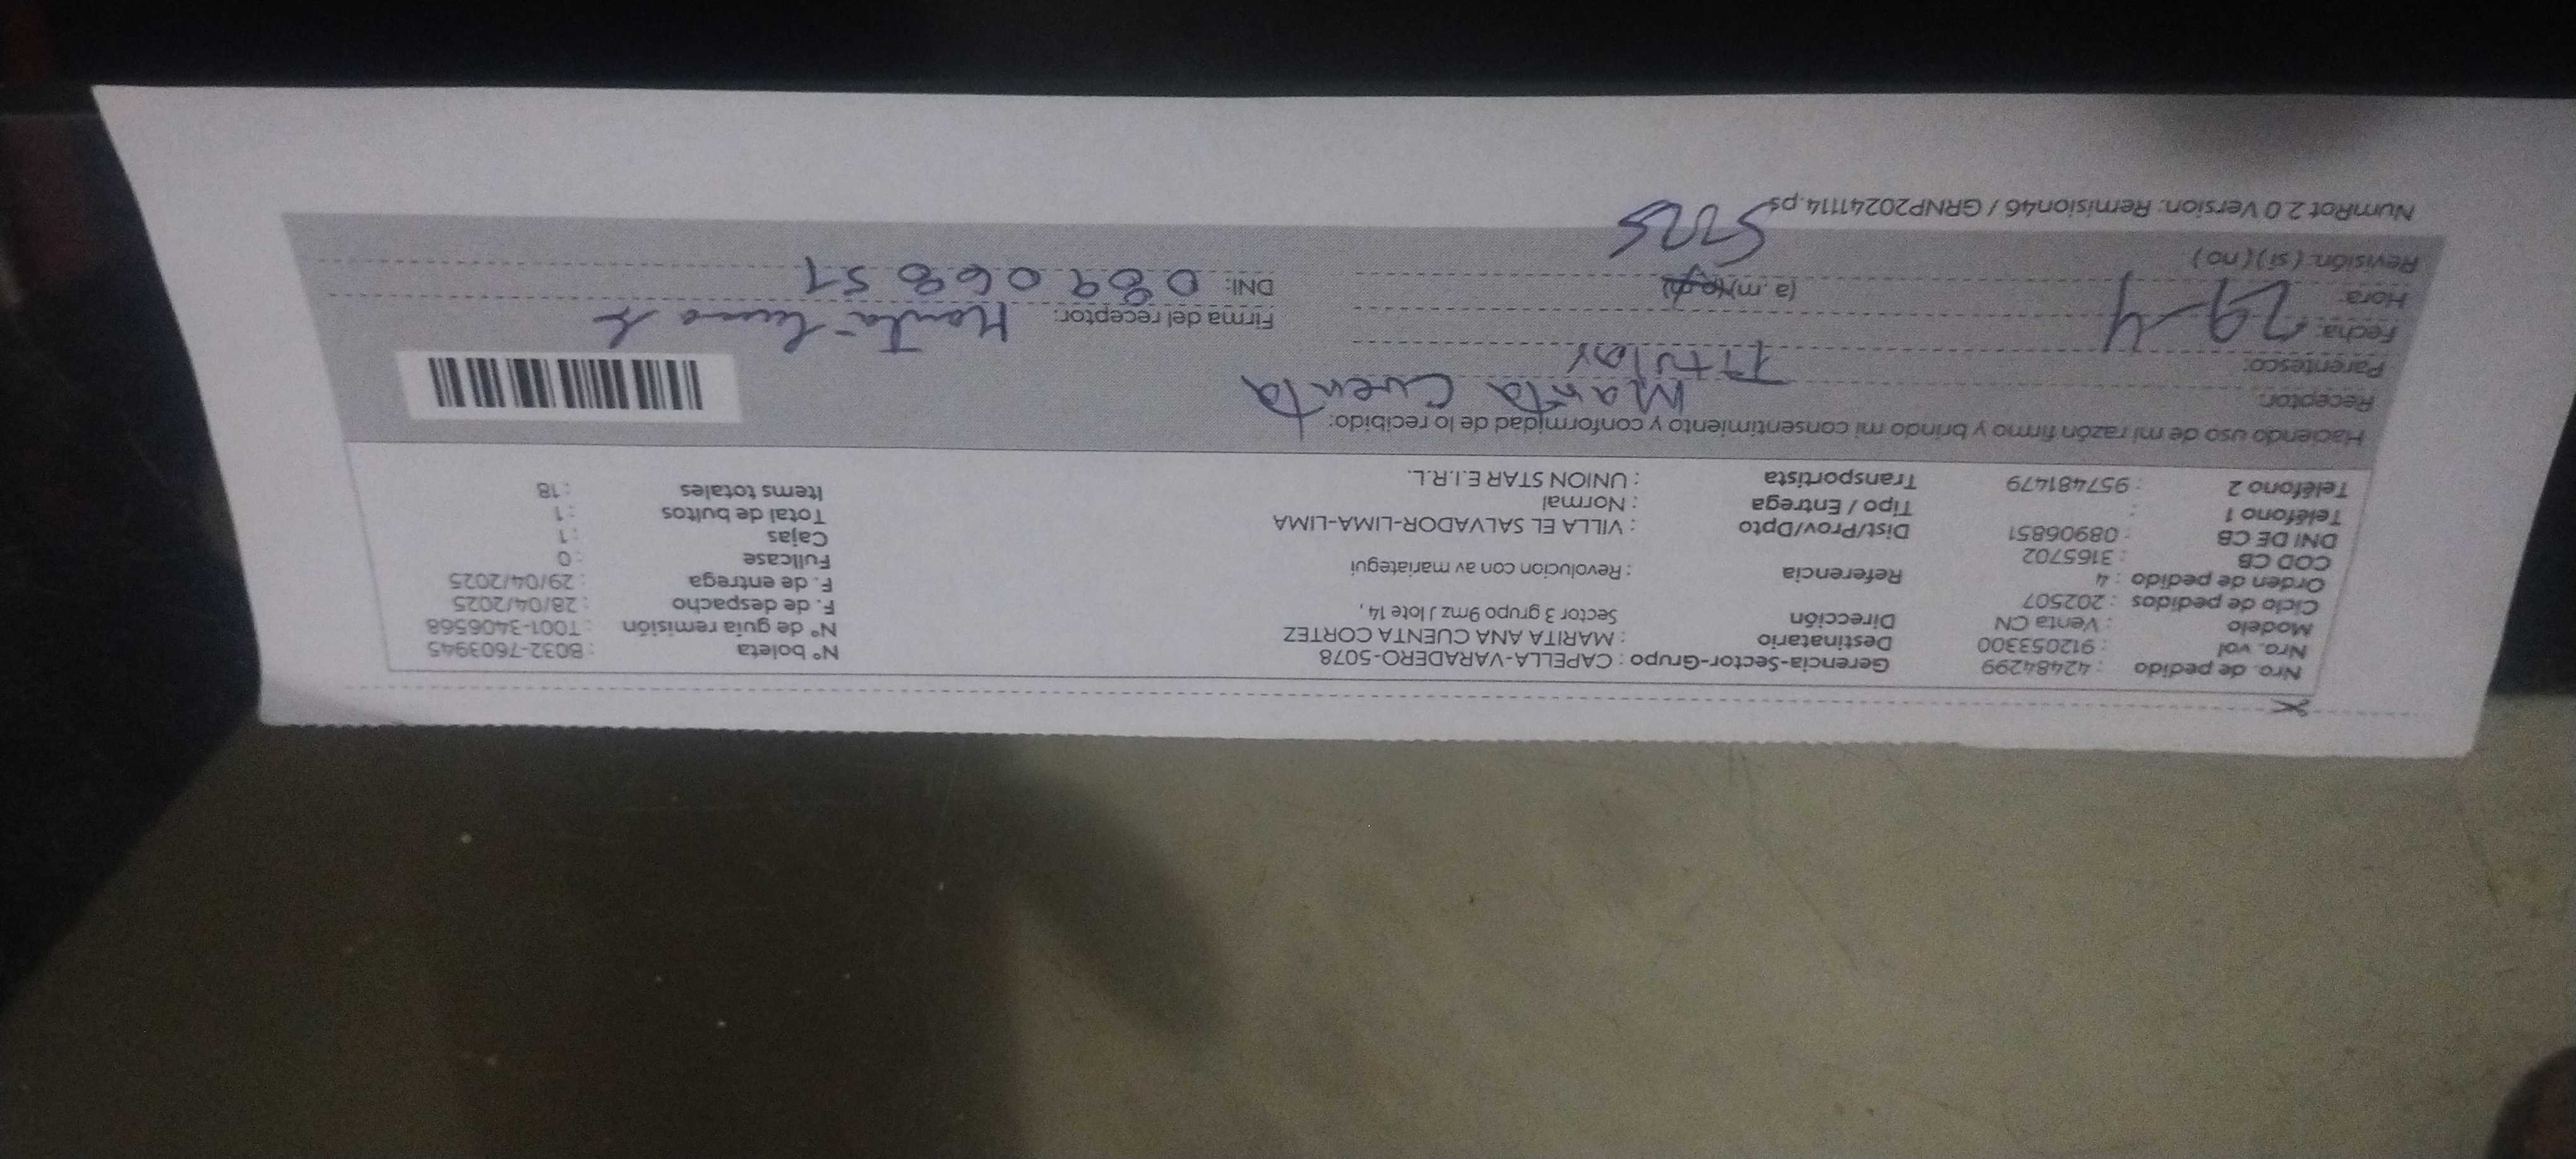 Nro. de pedido : 42484299 Gerencia-Sector-Grupo : CAPELLA-VARADERO-5078 N° boleta : B032-7603945
Nro. vol : 912053300 Destinatario : MARITA ANA CUENTA CORTEZ N° de guia remisión : T001-3406568
Modelo : Venta CN Dirección Sector 3 grupo 9mz J lote 14, F. de despacho : 28/04/2025
Ciclo de pedidos : 202507 F. de entrega : 29/04/2025
Orden de pedido : 4 Referencia : Revolucion con av mariategui Fullcase : 0
COD CB : 3165702 Cajas : 1
DNI DE CB : 08906851 Dist/Prov/Dpto : VILLA EL SALVADOR-LIMA-LIMA Total de bultos : 1
Teléfono 1 : Tipo / Entrega : Normal Items totales : 18
Teléfono 2 : 957481479 Transportista : UNION STAR E.I.R.L.
Haciendo uso de mi razón firmo y brindo mi consentimiento y conformidad de lo recibido:
Receptor: Marita Cuenta
Parentesco: Titular
Fecha: 29-4 Firma del receptor:
Hora: (a.m) DNI: 08906851
Revisión: (si) (no)
NumRot 2.0 Version: Remision46 / GRNP20241114.ps